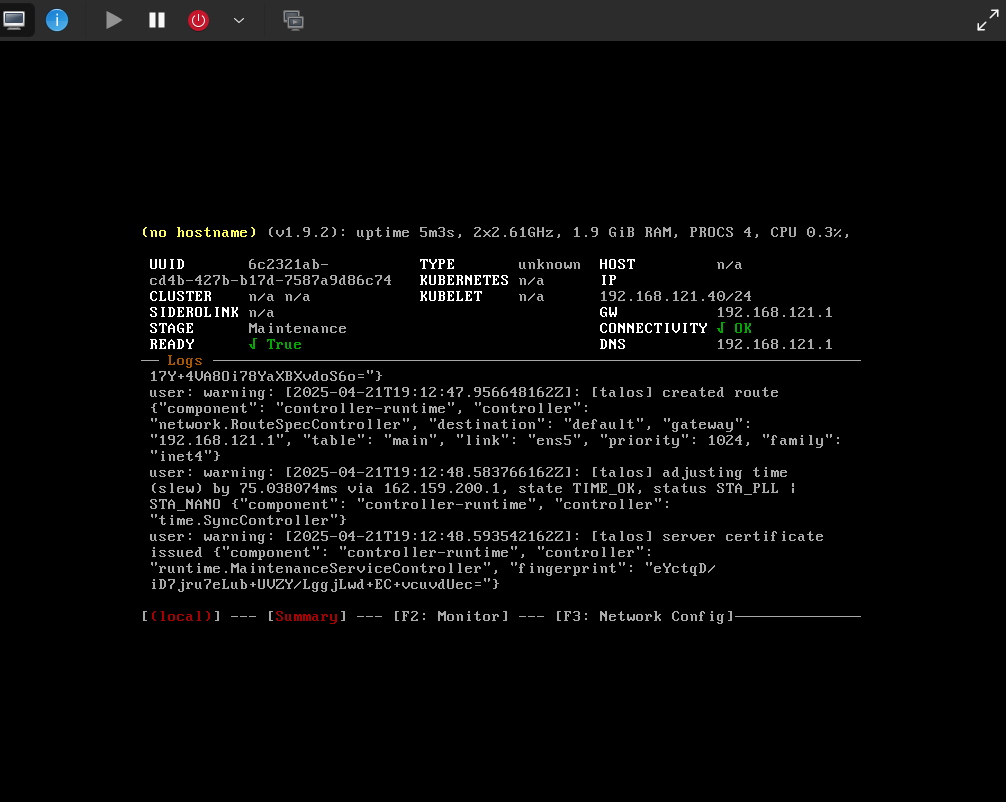 (no hostname) (v1.9.2): uptime 5m3s, 2x2.61GHz, 1.9 GiB RAM, PROCS 4, CPU 0.3%,
UUID 6c2321ab- TYPE unknown HOST n/a
cd4b-427b-b17d-7587a9d86c74 KUBERNETES n/a IP
CLUSTER n/a n/a KUBELET n/a 192.168.121.40/24
SIDEROLINK n/a GW 192.168.121.1
STAGE Maintenance CONNECTIVITY √ OK
READY √ True DNS 192.168.121.1
Logs
17Y+4VA8Oi78YaXBXvdoS6o="}
user: warning: [2025-04-21T19:12:47.956648162Z]: [talos] created route
{"component": "controller-runtime", "controller":
"network.RouteSpecController", "destination": "default", "gateway":
"192.168.121.1", "table": "main", "link": "ens5", "priority": 1024, "family":
"inet4"}
user: warning: [2025-04-21T19:12:48.583766162Z]: [talos] adjusting time
(slew) by 75.038074ms via 162.159.200.1, state TIME_OK, status STA_PLL |
STA_NANO {"component": "controller-runtime", "controller":
"time.SyncController"}
user: warning: [2025-04-21T19:12:48.593542162Z]: [talos] server certificate
issued {"component": "controller-runtime", "controller":
"runtime.MaintenanceServiceController", "fingerprint": "eYctqD/
iD7jru7eLub+UVZY/LggjLwd+EC+vcuvdUec="}
[(local)] --- [Summary] --- [F2: Monitor] --- [F3: Network Config]